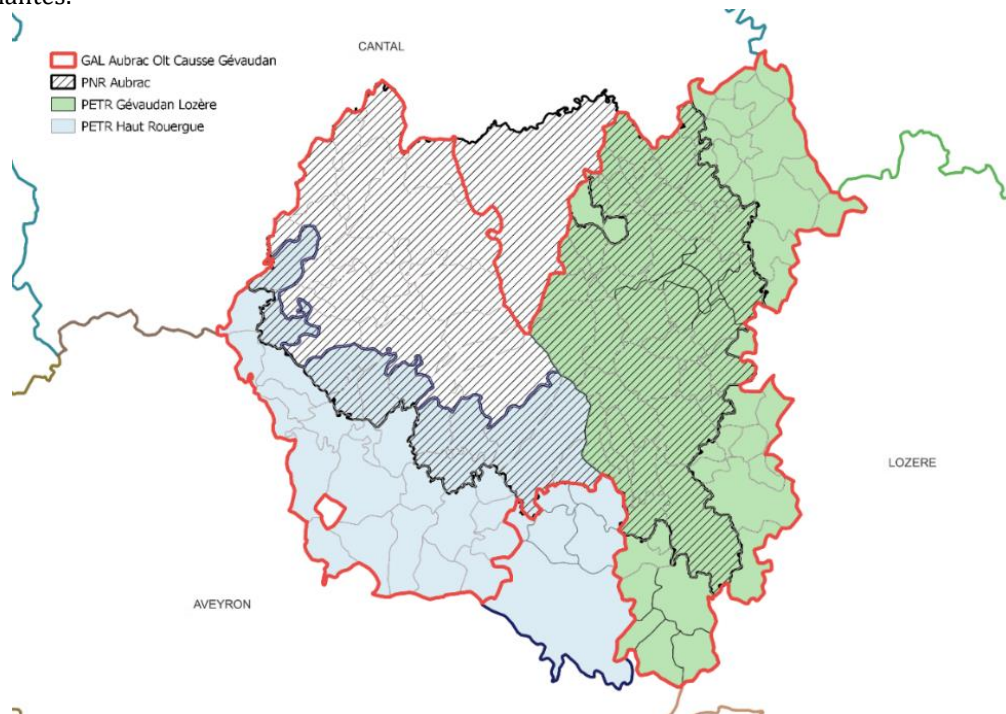 CANTAL
GAL Aubrac Olt Causse Gévaudan
PNR Aubrac
PETR Gévaudan Lozère
PETR Haut Rouergue
LOZERE
AVEYRON